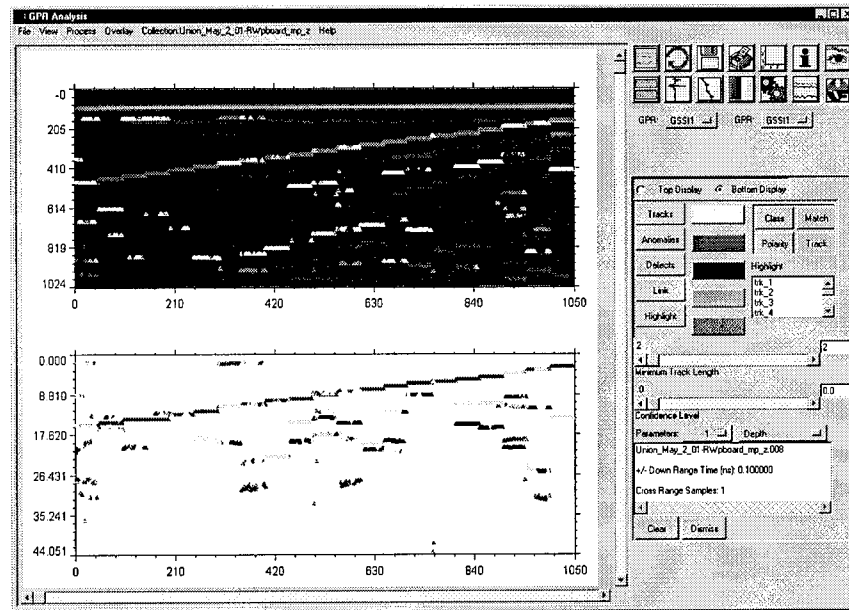 GPR Analysis
File View Process Overlay Collection:Union_May_2_01-RWpboard_mp_z Help
-0
205
410
614
819
1024
0 210 420 630 840 1050
0.000
8.810
17.620
26.431
35.241
44.051
0 210 420 630 840 1050
GPR: GSSI1 GPR: GSSI1
Top Display Bottom Display
Tracks Class Match
Anomalies Polarity Track
Defects Highlight
Link trk_1
trk_2
trk_3
Highlight trk_4
2 2
Minimum Track Length
.0 0.0
Confidence Level
Parameters: 1 Depth
Union_May_2_01-RWpboard_mp_z.008
+/- Down Range Time (ns): 0.100000
Cross Range Samples: 1
Clear Dismiss